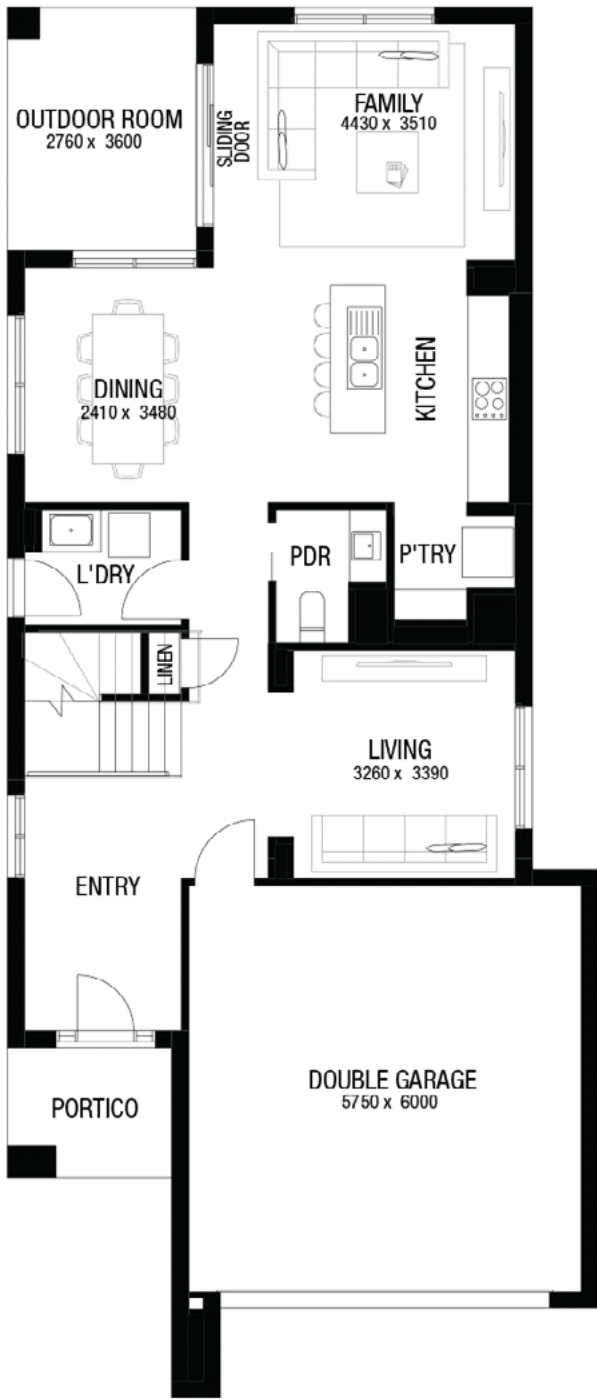 OUTDOOR ROOM
2760 x 3600
SLIDING
DOOR
FAMILY
4430 x 3510
DINING
2410 x 3480
KITCHEN
L'DRY
PDR
P'TRY
LINEN
LIVING
3260 x 3390
ENTRY
PORTICO
DOUBLE GARAGE
5750 x 6000